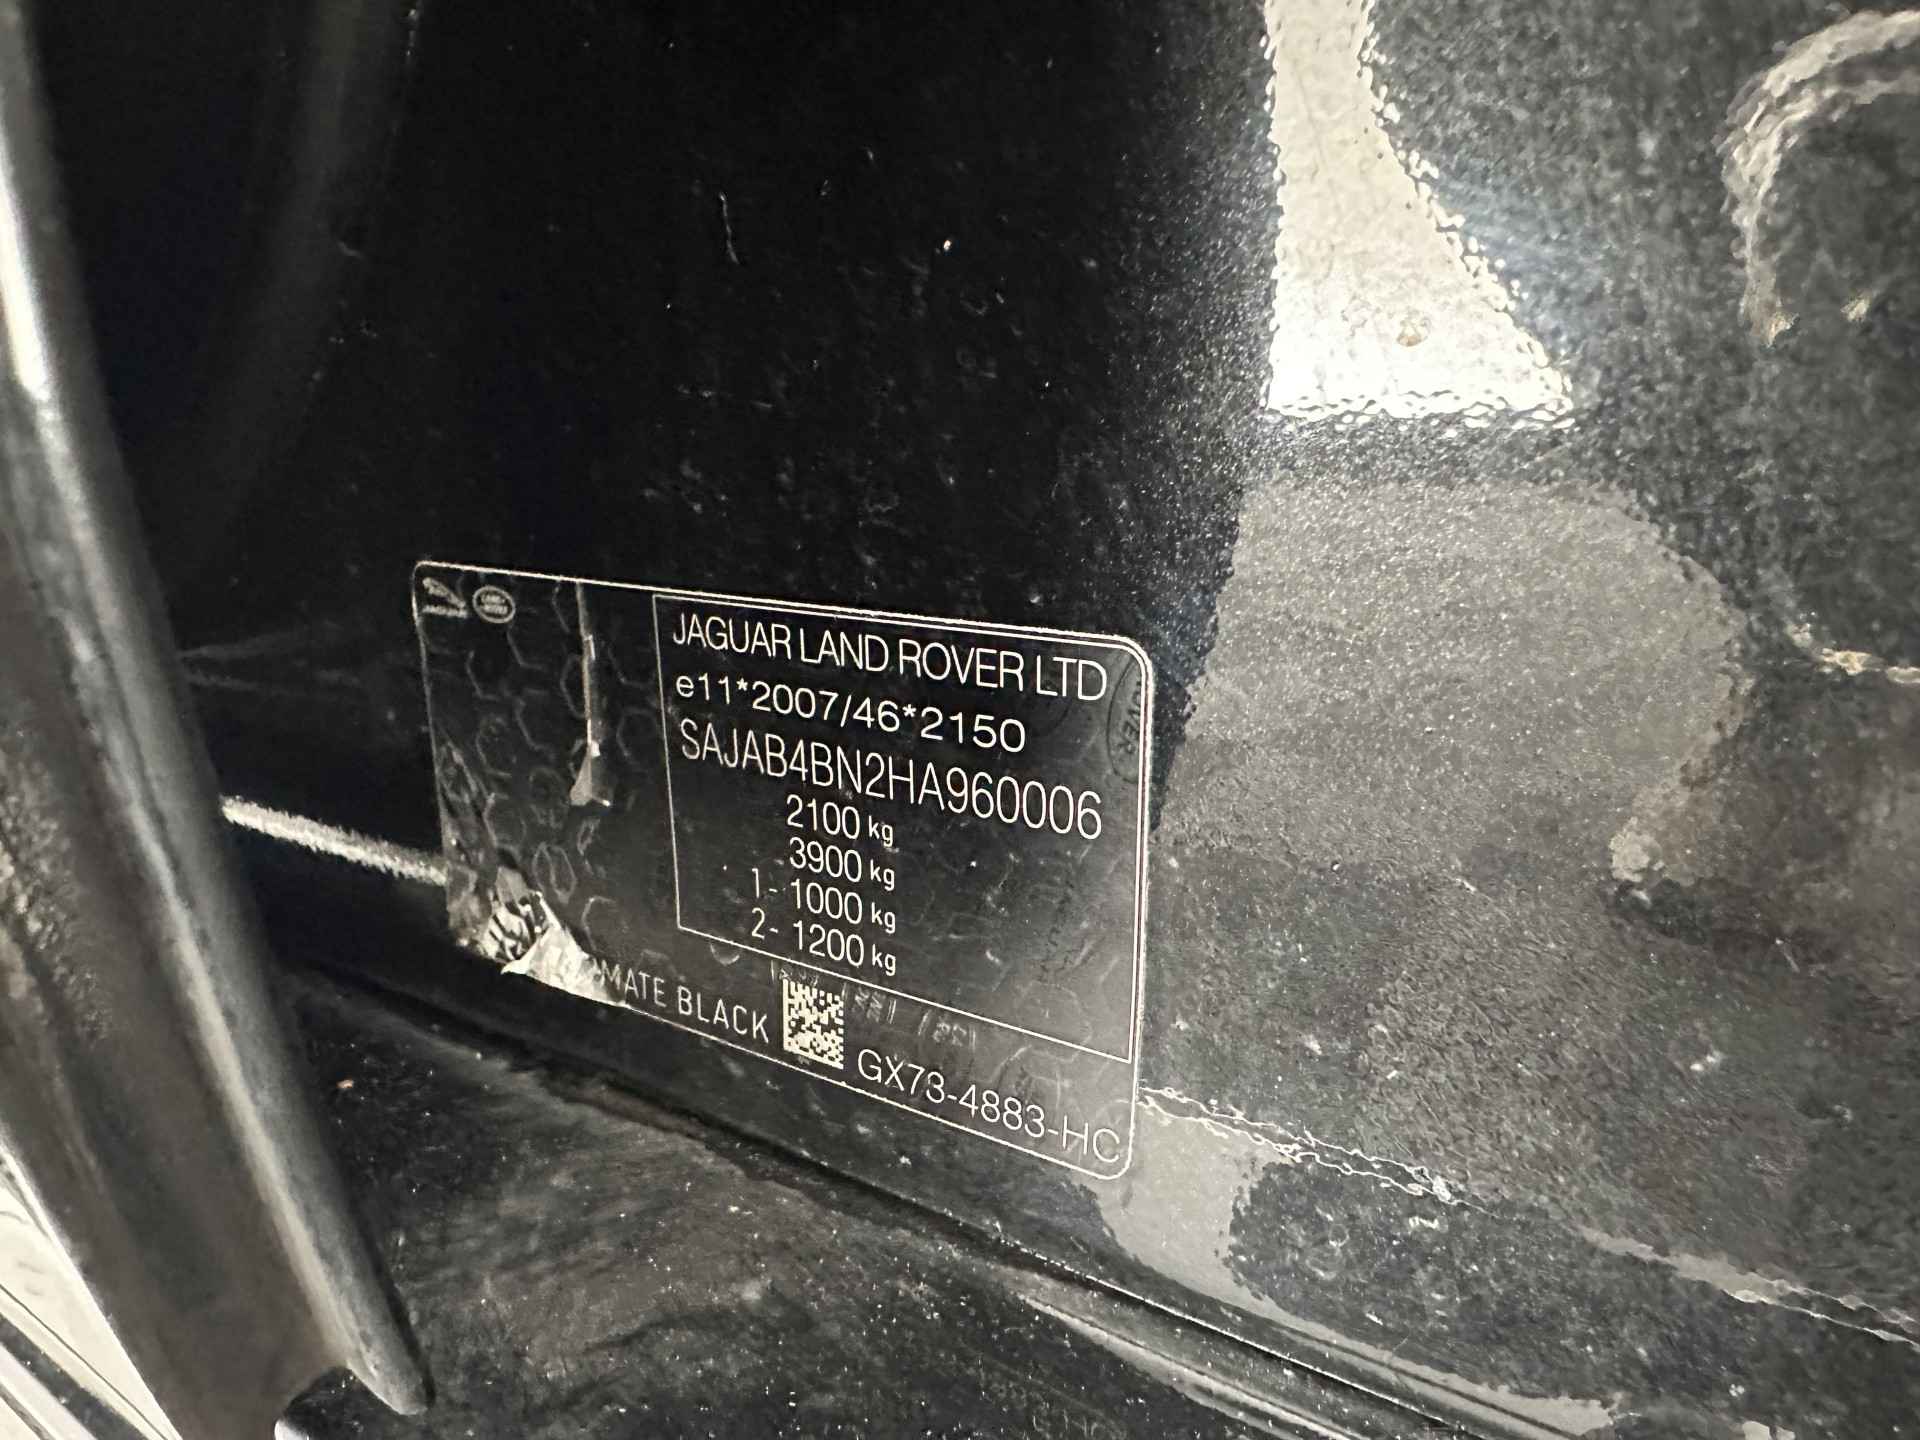 JAGUAR LAND ROVER LTD
e11*2007/46*2150
SAJAB4BN2HA960006
2100 kg
3900 kg
1- 1000 kg
2- 1200 kg
BLACK
GX73-4883-HC